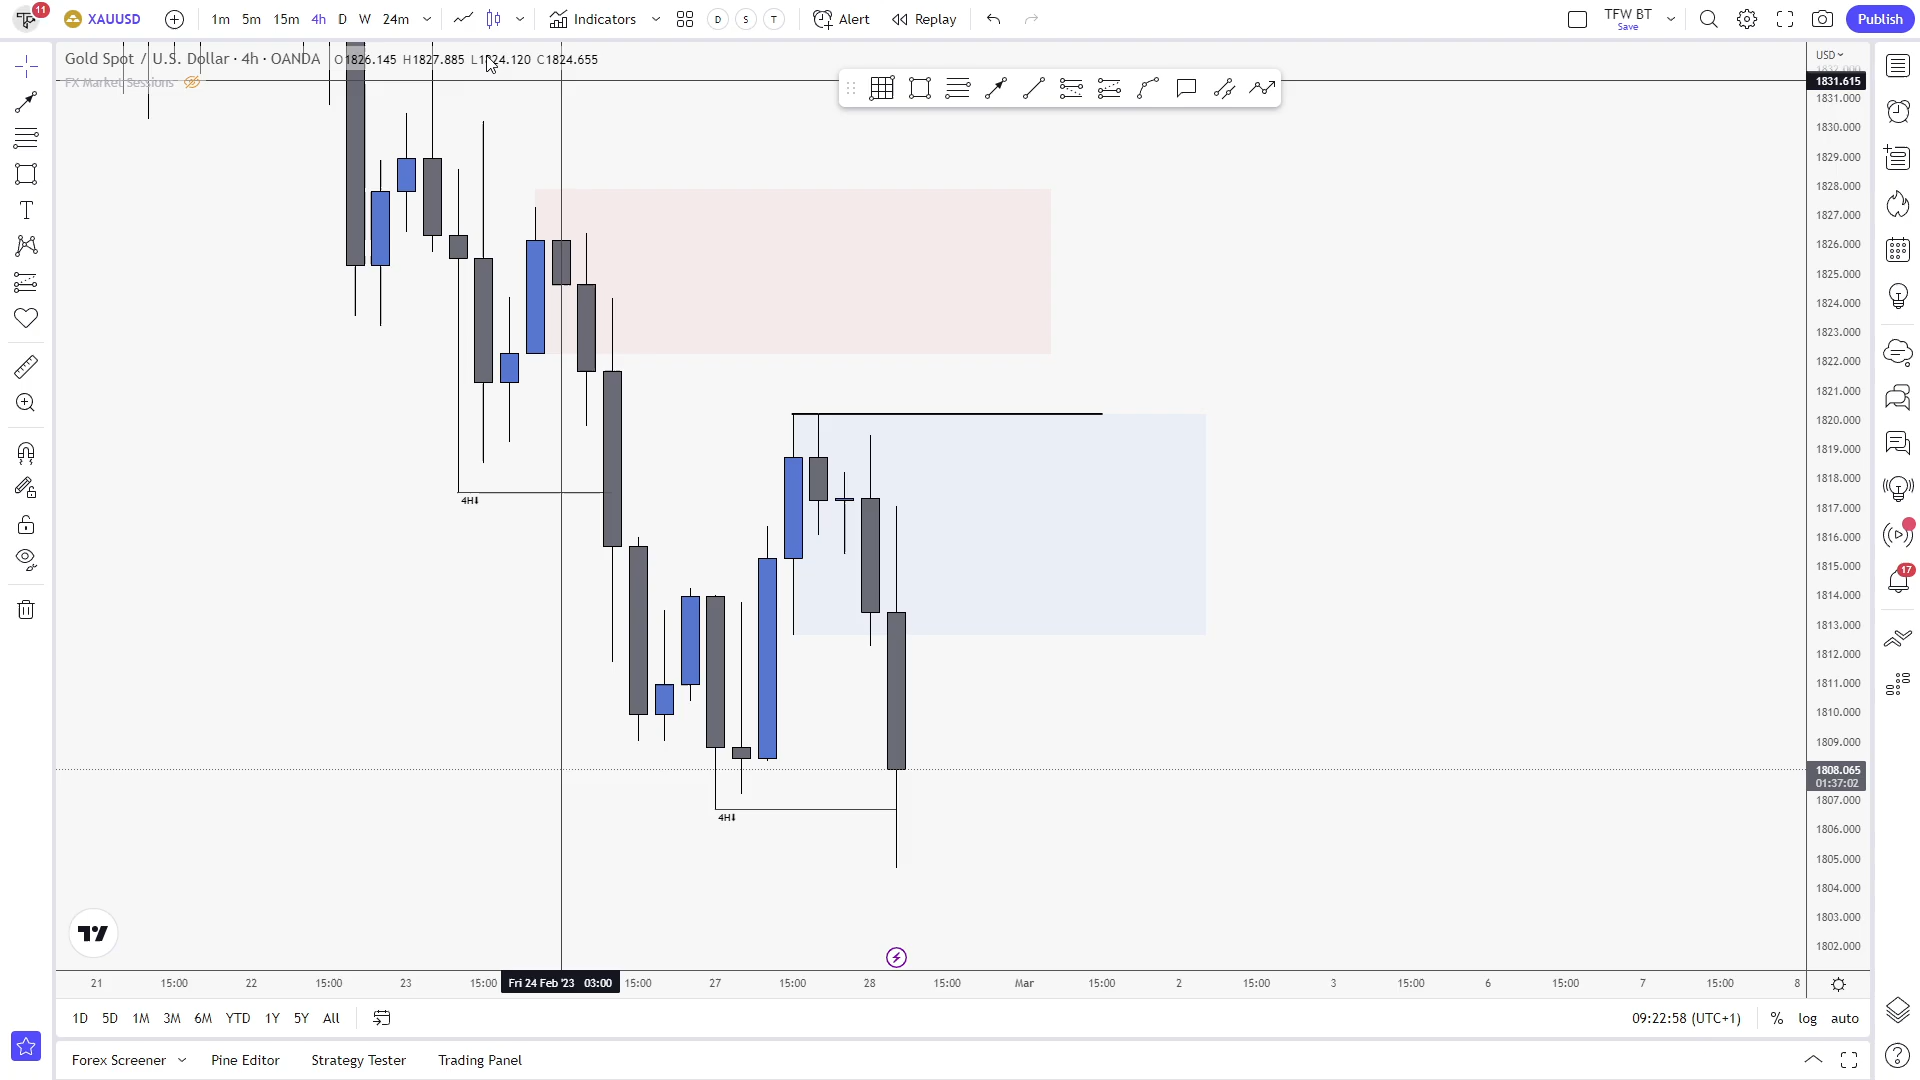 11
XAUUSD
1m 5m 15m 4h D W 24m
Indicators
D S T
Alert
Replay
TFW BT
Save
Publish
Gold Spot / U.S. Dollar · 4h · OANDA O1826.145 H1827.885 L1824.120 C1824.655
FX Market Sessions
USD
1832.000
1831.615
1831.000
1830.000
1829.000
1828.000
1827.000
1826.000
1825.000
1824.000
1823.000
1822.000
1821.000
1820.000
1819.000
1818.000
1817.000
1816.000
1815.000
1814.000
1813.000
1812.000
1811.000
1810.000
1809.000
1808.065
01:37:02
1807.000
1806.000
1805.000
1804.000
1803.000
1802.000
4H
4H
17
21 15:00 22 15:00 23 15:00 Fri 24 Feb '23 03:00 15:00 27 15:00 28 15:00 Mar 15:00 2 15:00 3 15:00 6 15:00 7 15:00 8
1D 5D 1M 3M 6M YTD 1Y 5Y All
09:22:58 (UTC+1) % log auto
Forex Screener Pine Editor Strategy Tester Trading Panel